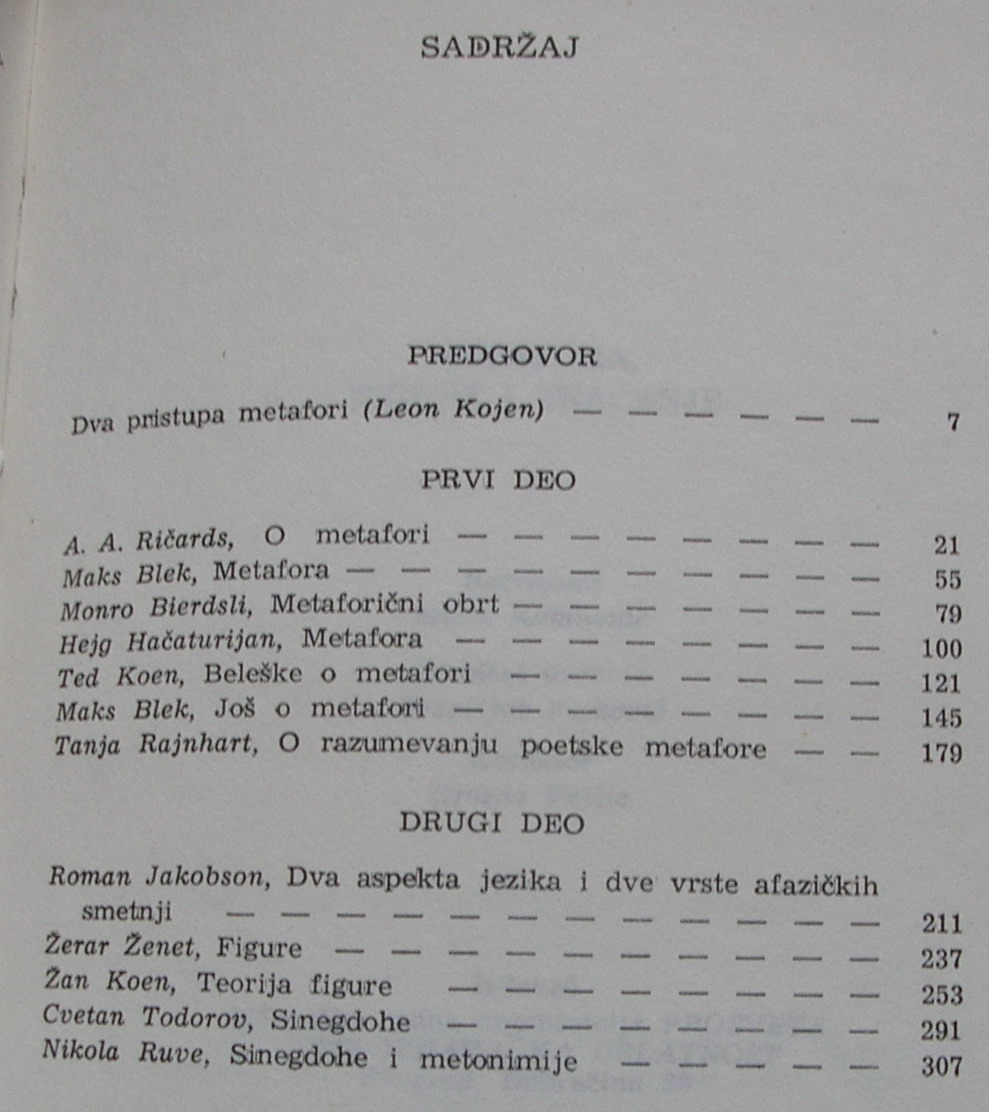 SADRŽAJ
PREDGOVOR
Dva pristupa metafori (Leon Kojen) — — — — — — 7
PRVI DEO
A. A. Ričards, O metafori — — — — — — — — 21
Maks Blek, Metafora — — — — — — — — — — 55
Monro Bierdsli, Metaforični obrt — — — — — — — 79
Hejg Hačaturijan, Metafora — — — — — — — — 100
Ted Koen, Beleške o metafori — — — — — — — 121
Maks Blek, Još o metafori — — — — — — — — 145
Tanja Rajnhart, O razumevanju poetske metafore — — 179
DRUGI DEO
Roman Jakobson, Dva aspekta jezika i dve vrste afazičkih
smetnji — — — — — — — — — — — — 211
Žerar Ženet, Figure — — — — — — — — — — 237
Žan Koen, Teorija figure — — — — — — — — 253
Cvetan Todorov, Sinegdohe — — — — — — — — 291
Nikola Ruve, Sinegdohe i metonimije — — — — — 307